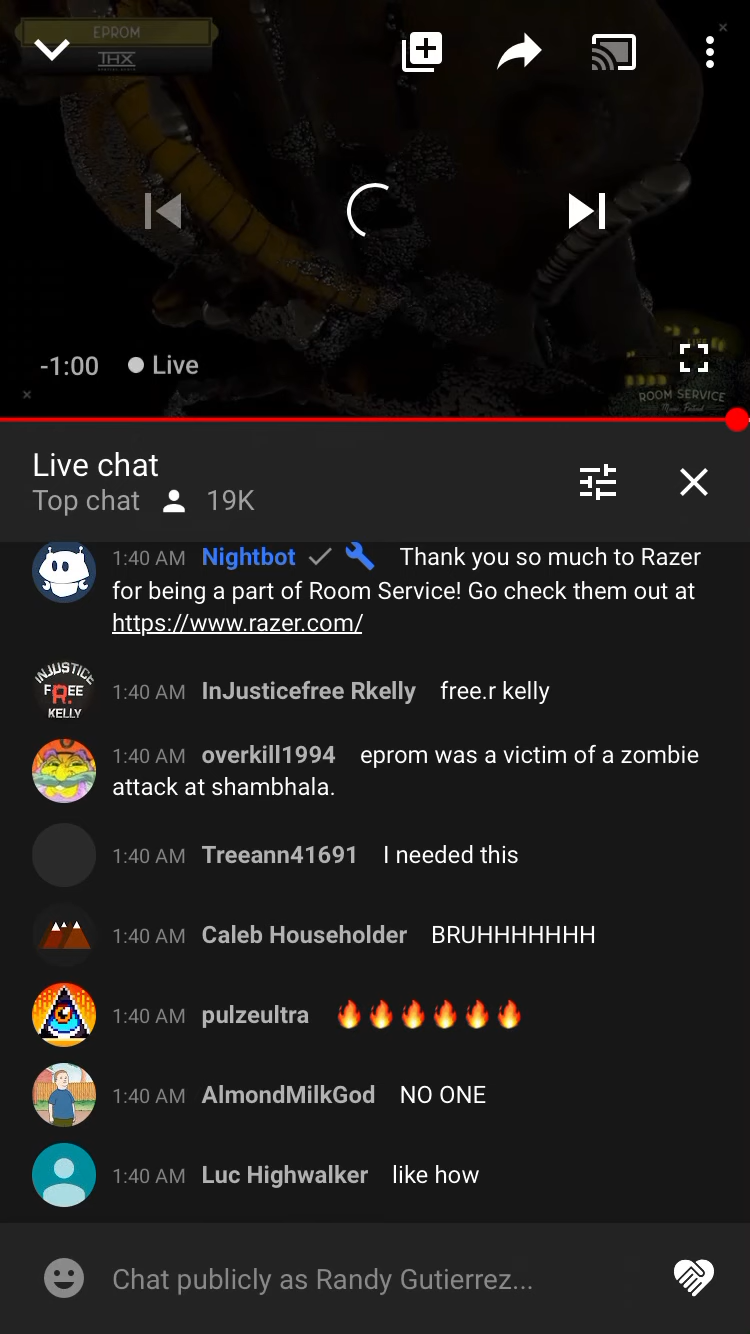 EPROM
THX
-1:00 Live
ROOM SERVICE
Music Festival
Live chat
Top chat 19K
1:40 AM Nightbot Thank you so much to Razer
for being a part of Room Service! Go check them out at
https://www.razer.com/
INJUSTICE
FREE
R.
KELLY
1:40 AM InJusticefree Rkelly free.r kelly
1:40 AM overkill1994 eprom was a victim of a zombie
attack at shambhala.
1:40 AM Treeann41691 I needed this
1:40 AM Caleb Householder BRUHHHHHHH
1:40 AM pulzeultra 🔥🔥🔥🔥🔥🔥
1:40 AM AlmondMilkGod NO ONE
1:40 AM Luc Highwalker like how
Chat publicly as Randy Gutierrez...